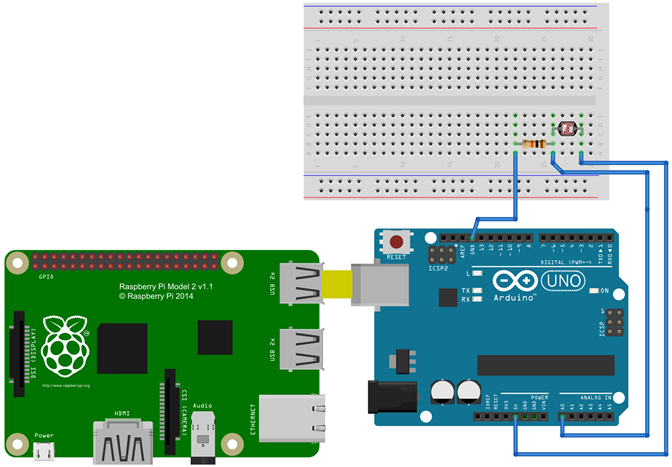 RESET
ICSP2
AREF
GND
13
12
~11
~10
~9
8
7
~6
~5
4
~3
2
TX0 1
RX0 0
DIGITAL (PWM=~)
L
TX
RX
Arduino
UNO
ON
ICSP
1
IOREF
RESET
3V3
5V
GND
GND
VIN
POWER
ANALOG IN
A0
A1
A2
A3
A4
A5
GPIO
Raspberry Pi Model 2 v1.1
© Raspberry Pi 2014
USB 2x
USB 2x
DSI (DISPLAY)
http://www.raspberrypi.org
CSI (CAMERA)
HDMI
Audio
ETHERNET
Power